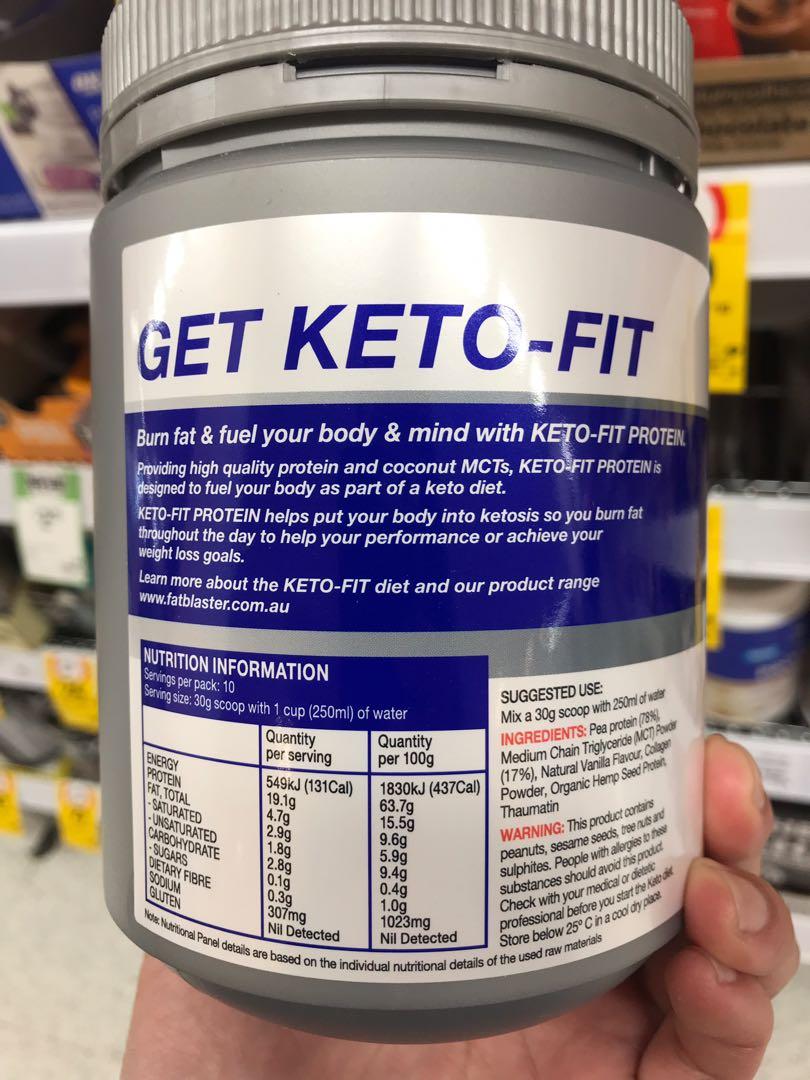 GET KETO-FIT
Burn fat & fuel your body & mind with KETO-FIT PROTEIN.
Providing high quality protein and coconut MCTs, KETO-FIT PROTEIN is
designed to fuel your body as part of a keto diet.
KETO-FIT PROTEIN helps put your body into ketosis so you burn fat
throughout the day to help your performance or achieve your
weight loss goals.
Learn more about the KETO-FIT diet and our product range
www.fatblaster.com.au
NUTRITION INFORMATION
Servings per pack: 10
Serving size: 30g scoop with 1 cup (250ml) of water
Quantity per serving Quantity per 100g
ENERGY 549kJ (131Cal) 1830kJ (437Cal)
PROTEIN 19.1g 63.7g
FAT, TOTAL 4.7g 15.5g
- SATURATED 2.9g 9.6g
- UNSATURATED 1.8g 5.9g
CARBOHYDRATE 2.8g 9.4g
- SUGARS 0.1g 0.4g
DIETARY FIBRE 0.3g 1.0g
SODIUM 307mg 1023mg
GLUTEN Nil Detected Nil Detected
Note: Nutritional Panel details are based on the individual nutritional details of the used raw materials
SUGGESTED USE:
Mix a 30g scoop with 250ml of water
INGREDIENTS: Pea protein (78%),
Medium Chain Triglyceride (MCT) Powder
(17%), Natural Vanilla Flavour, Collagen
Powder, Organic Hemp Seed Protein,
Thaumatin
WARNING: This product contains
peanuts, sesame seeds, tree nuts and
sulphites. People with allergies to these
substances should avoid this product.
Check with your medical or dietetic
professional before you start the Keto diet.
Store below 25° C in a cool dry place.